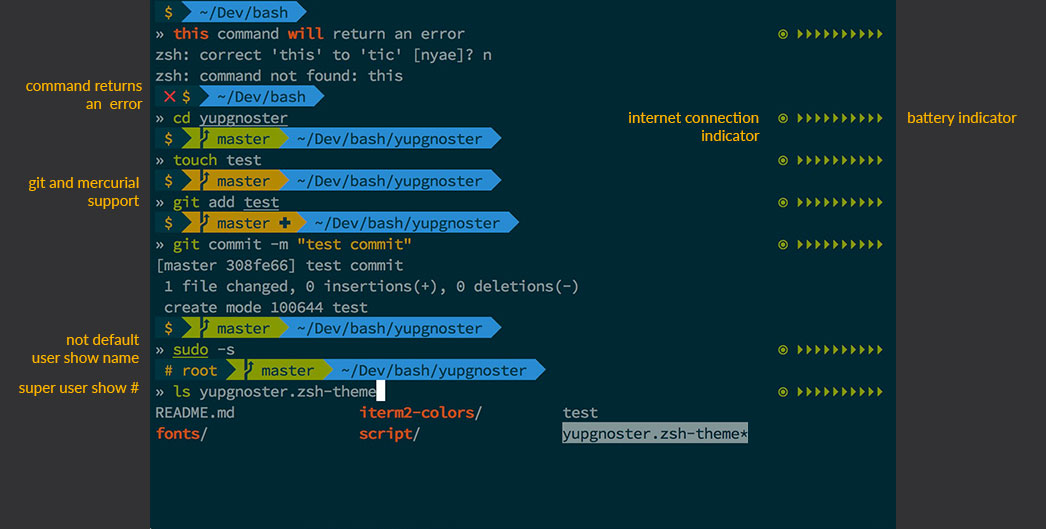 $ ~/Dev/bash
» this command will return an error
zsh: correct 'this' to 'tic' [nyae]? n
zsh: command not found: this
command returns
an error
✕ $ ~/Dev/bash
» cd yupgnoster
internet connection
indicator
battery indicator
$ master ~/Dev/bash/yupgnoster
» touch test
git and mercurial
support
$ master ~/Dev/bash/yupgnoster
» git add test
$ master ✚ ~/Dev/bash/yupgnoster
» git commit -m "test commit"
[master 308fe66] test commit
1 file changed, 0 insertions(+), 0 deletions(-)
create mode 100644 test
$ master ~/Dev/bash/yupgnoster
not default
user show name
» sudo -s
# root master ~/Dev/bash/yupgnoster
super user show #
» ls yupgnoster.zsh-theme
README.md iterm2-colors/ test
fonts/ script/ yupgnoster.zsh-theme*